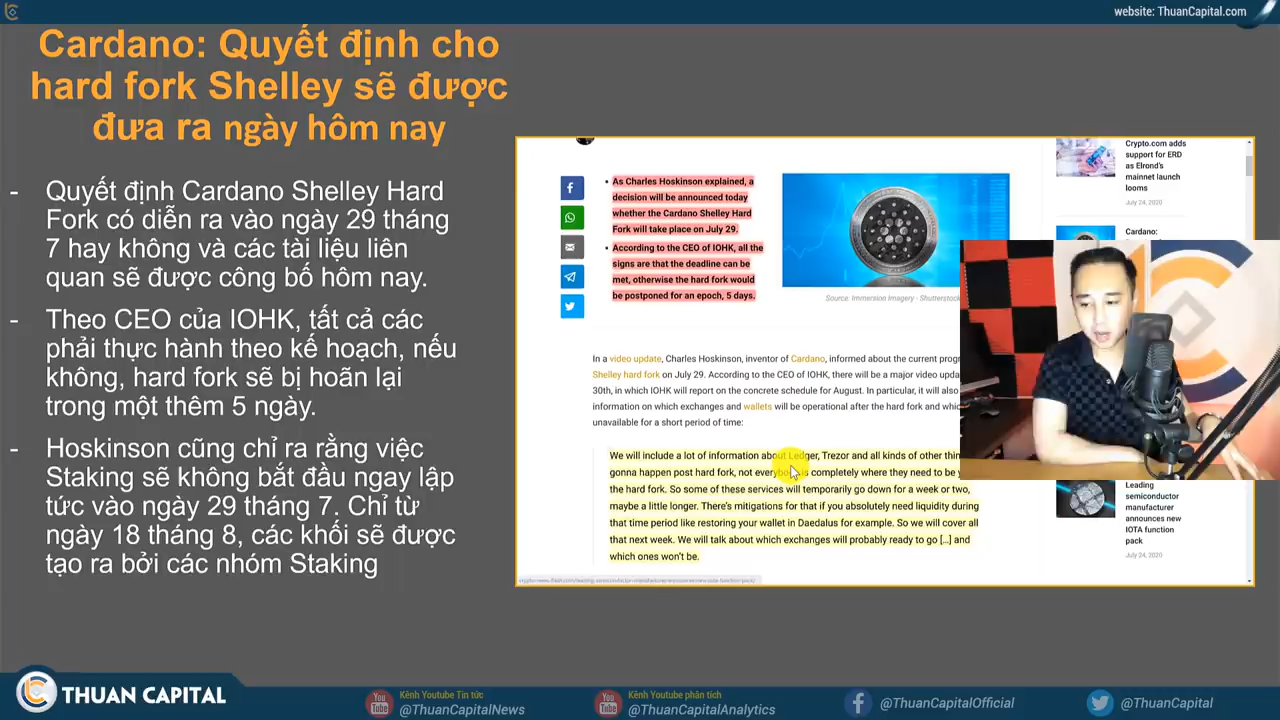 website: ThuanCapital.com
Cardano: Quyết định cho
hard fork Shelley sẽ được
đưa ra ngày hôm nay
- Quyết định Cardano Shelley Hard
Fork có diễn ra vào ngày 29 tháng
7 hay không và các tài liệu liên
quan sẽ được công bố hôm nay.
- Theo CEO của IOHK, tất cả các
phải thực hành theo kế hoạch, nếu
không, hard fork sẽ bị hoãn lại
trong một thêm 5 ngày.
- Hoskinson cũng chỉ ra rằng việc
Staking sẽ không bắt đầu ngay lập
tức vào ngày 29 tháng 7. Chỉ từ
ngày 18 tháng 8, các khối sẽ được
tạo ra bởi các nhóm Staking
• As Charles Hoskinson explained, a
decision will be announced today
whether the Cardano Shelley Hard
Fork will take place on July 29.
• According to the CEO of IOHK, all the
signs are that the deadline can be
met, otherwise the hard fork would
be postponed for an epoch, 5 days.
Source: Immersion Imagery - Shutterstock
In a video update, Charles Hoskinson, inventor of Cardano, informed about the current
Shelley hard fork on July 29. According to the CEO of IOHK, there will be a major video
30th, in which IOHK will report on the concrete schedule for August. In particular, it will also
information on which exchanges and wallets will be operational after the hard fork and
unavailable for a short period of time:
We will include a lot of information about Ledger, Trezor and all kinds of other
gonna happen post hard fork, not is completely where they need to be
the hard fork. So some of these services will temporarily go down for a week or two,
maybe a little longer. There's mitigations for that if you absolutely need liquidity during
that time period like restoring your wallet in Daedalus for example. So we will cover all
that next week. We will talk about which exchanges will probably ready to go [...] and
which ones won't be.
Crypto.com adds
support for ERD
as Elrond's
mainnet launch
looms
July 24, 2020
Cardano:
Leading
semiconductor
manufacturer
announces new
IOTA function
pack
July 24, 2020
THUAN CAPITAL
You
Tube
Kênh Youtube Tin tức:
@ThuanCapitalNews
You
Tube
Kênh Youtube phân tích
@ThuanCapitalAnalytics
@ThuanCapitalOfficial
@ThuanCapital